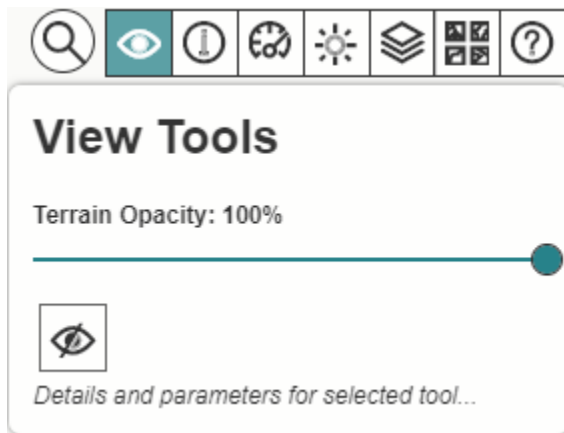 View Tools
Terrain Opacity: 100%
Details and parameters for selected tool...